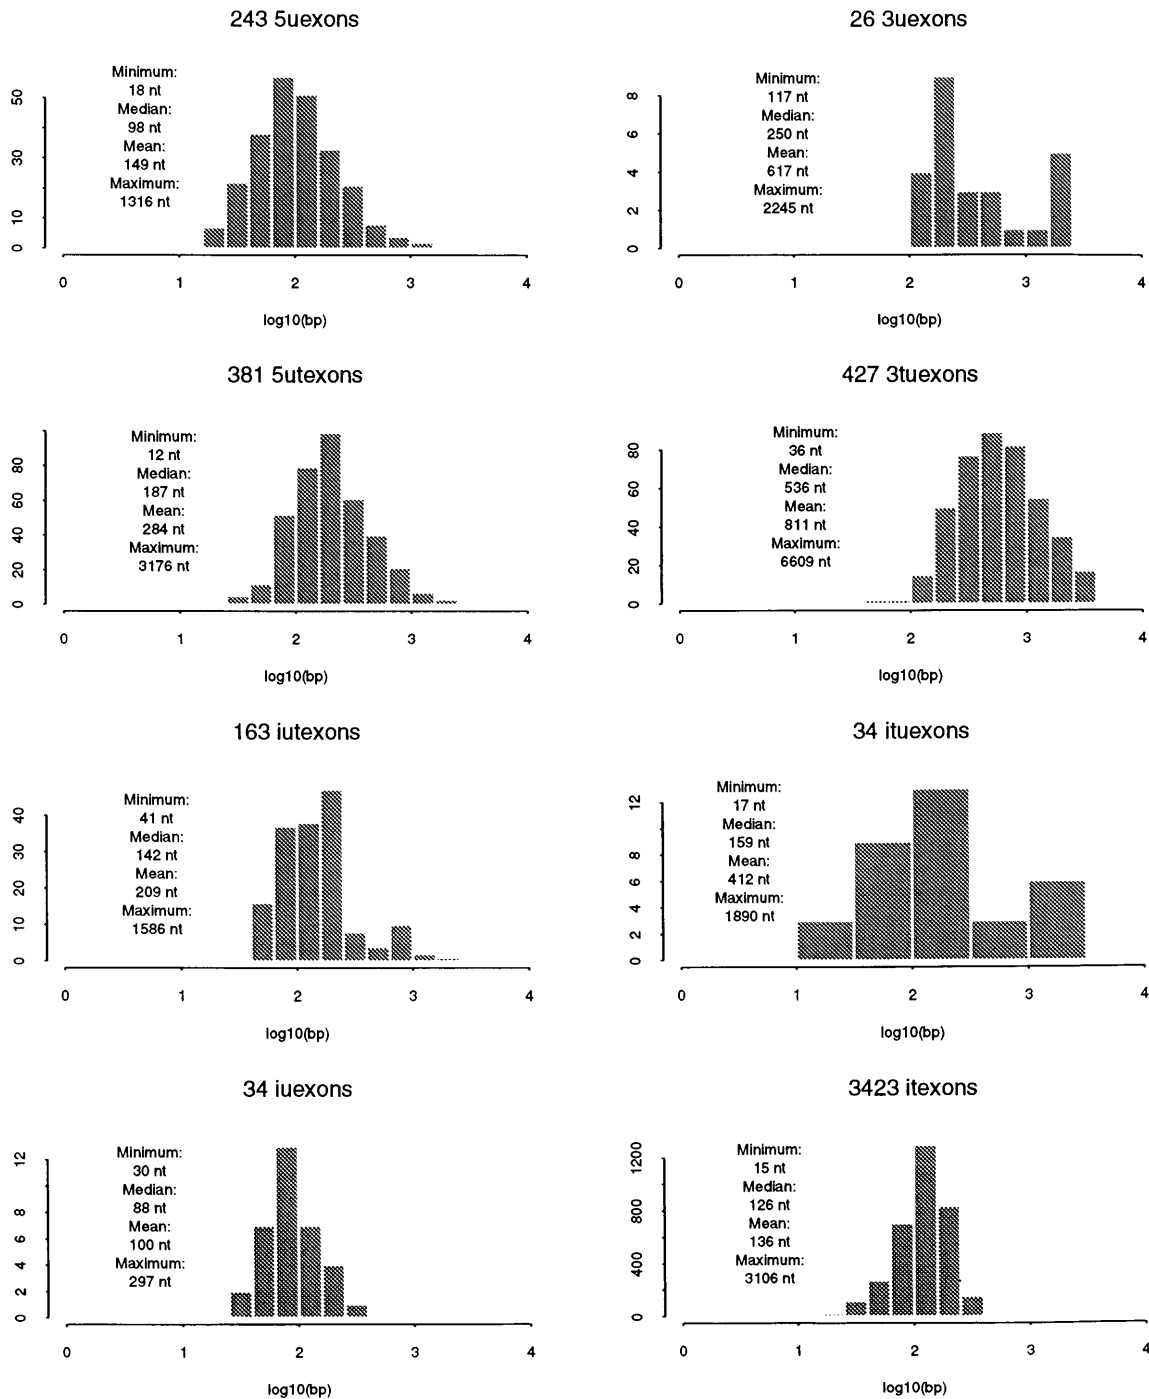 243 5uexons
Minimum:
18 nt
Median:
98 nt
Mean:
149 nt
Maximum:
1316 nt
0 10 30 50
0 1 2 3 4
log10(bp)
26 3uexons
Minimum:
117 nt
Median:
250 nt
Mean:
617 nt
Maximum:
2245 nt
0 2 4 6 8
0 1 2 3 4
log10(bp)
381 5utexons
Minimum:
12 nt
Median:
187 nt
Mean:
284 nt
Maximum:
3176 nt
0 20 40 60 80
0 1 2 3 4
log10(bp)
427 3tuexons
Minimum:
36 nt
Median:
536 nt
Mean:
811 nt
Maximum:
6609 nt
0 20 40 60 80
0 1 2 3 4
log10(bp)
163 iutexons
Minimum:
41 nt
Median:
142 nt
Mean:
209 nt
Maximum:
1586 nt
0 10 20 30 40
0 1 2 3 4
log10(bp)
34 ituexons
Minimum:
17 nt
Median:
159 nt
Mean:
412 nt
Maximum:
1890 nt
0 2 4 6 8 12
0 1 2 3 4
log10(bp)
34 iuexons
Minimum:
30 nt
Median:
88 nt
Mean:
100 nt
Maximum:
297 nt
0 2 4 6 8 12
0 1 2 3 4
log10(bp)
3423 itexons
Minimum:
15 nt
Median:
126 nt
Mean:
136 nt
Maximum:
3106 nt
0 400 800 1200
0 1 2 3 4
log10(bp)